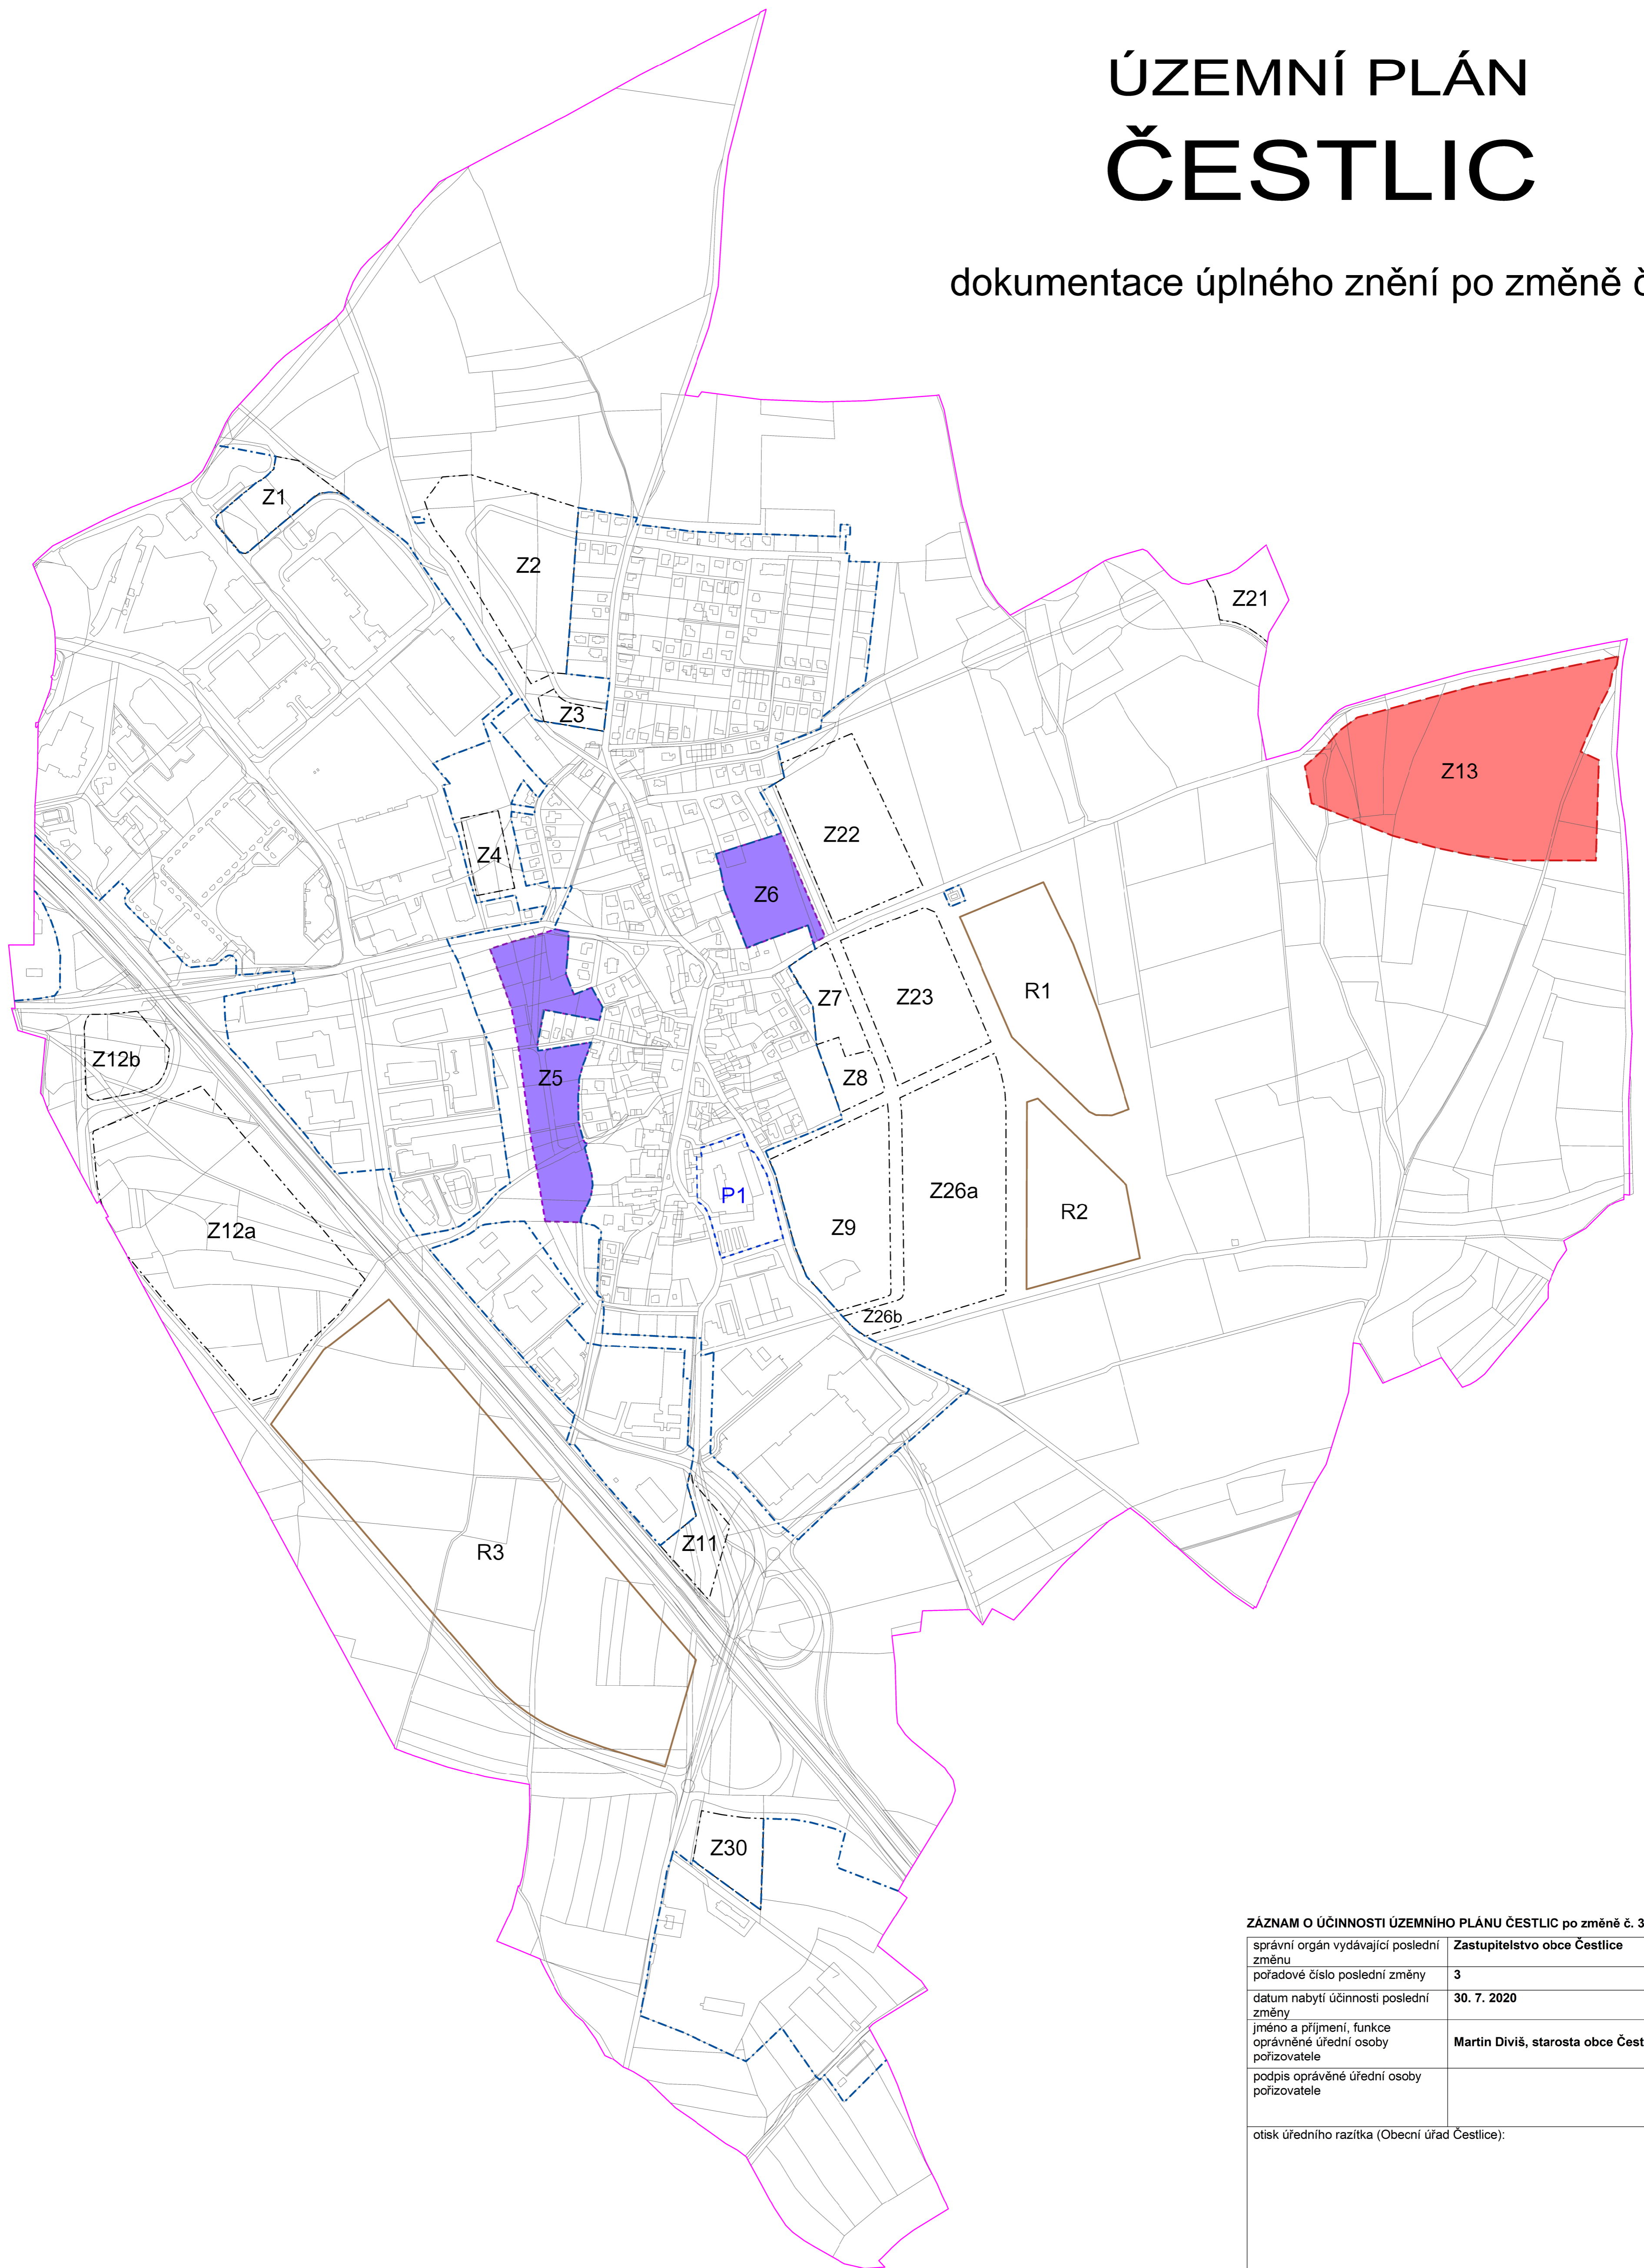 ÚZEMNÍ PLÁN
ČESTLIC
dokumentace úplného znění po změně č
Z1
Z2
Z21
Z3
Z13
Z22
Z4
Z6
Z7
Z23
R1
Z12b
Z5
Z8
P1
Z26a
R2
Z12a
Z9
Z26b
Z11
R3
Z30
ZÁZNAM O ÚČINNOSTI ÚZEMNÍHO PLÁNU ČESTLIC po změně č. 3
správní orgán vydávající poslední změnu
Zastupitelstvo obce Čestlice
pořadové číslo poslední změny
3
datum nabytí účinnosti poslední změny
30. 7. 2020
jméno a příjmení, funkce
oprávněné úřední osoby
pořizovatele
Martin Diviš, starosta obce Čest
podpis oprávěné úřední osoby
pořizovatele
otisk úředního razítka (Obecní úřad Čestlice):